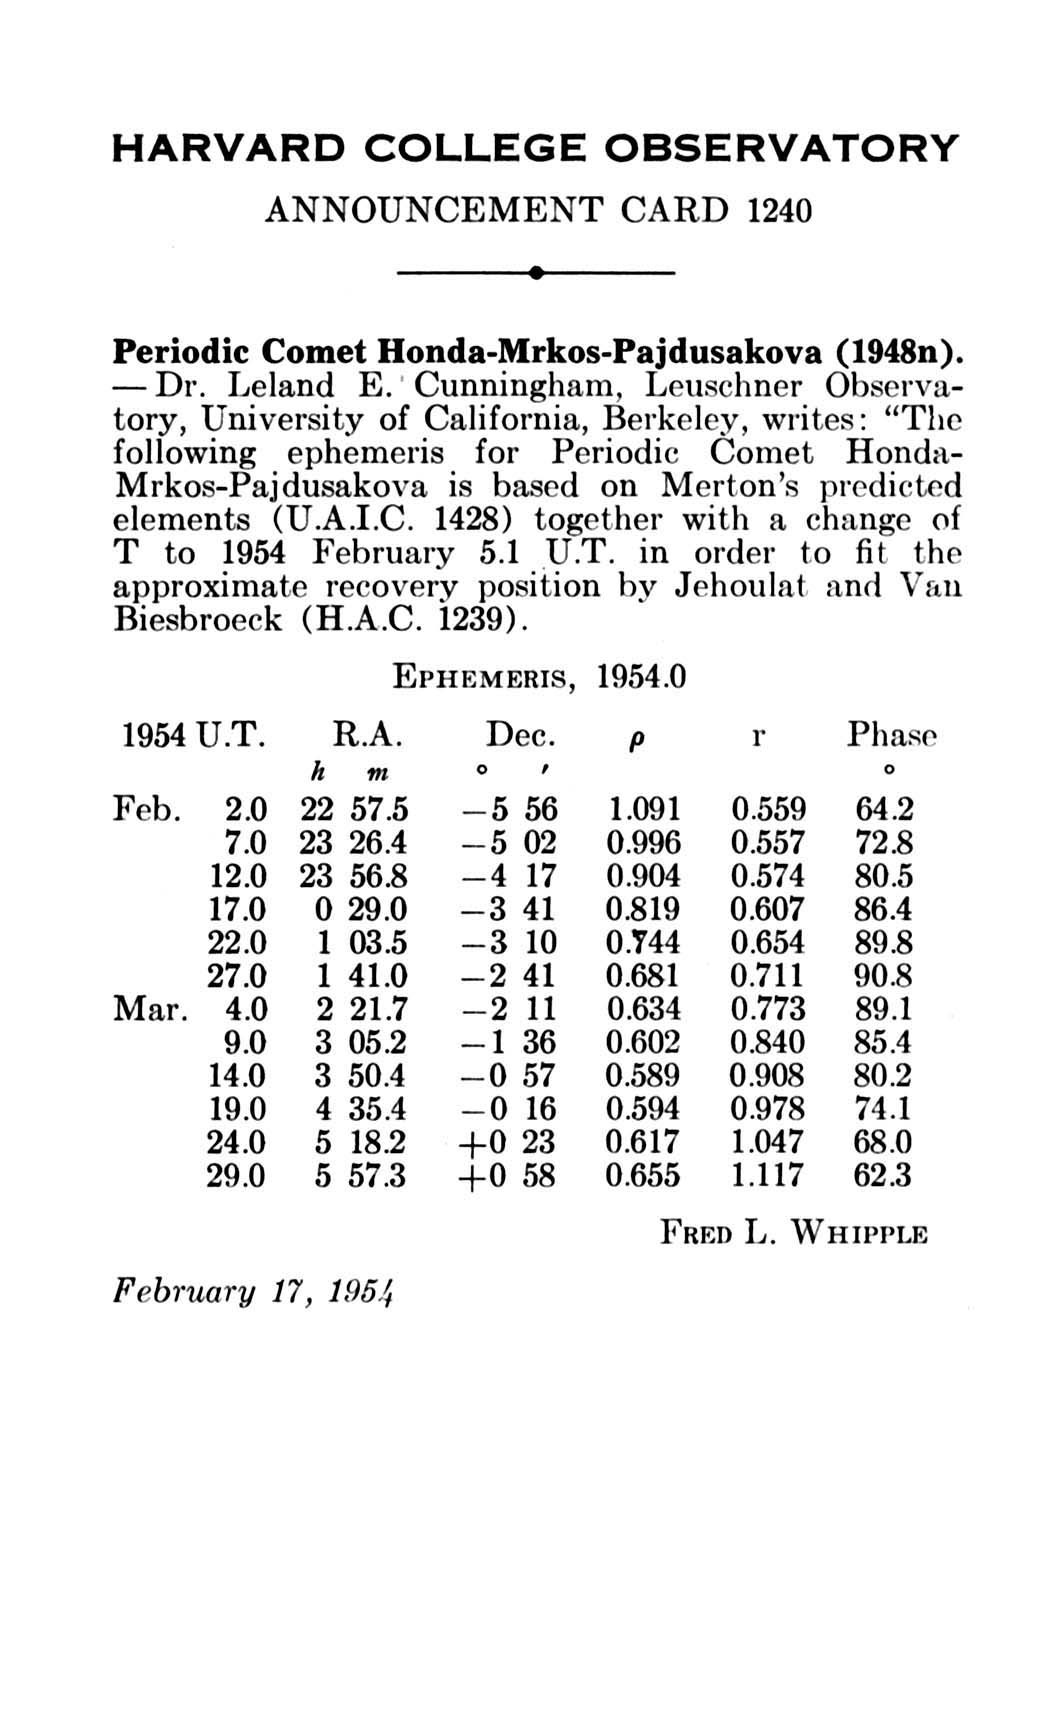 HARVARD COLLEGE OBSERVATORY
ANNOUNCEMENT CARD 1240
Periodic Comet Honda-Mrkos-Pajdusakova (1948n).
— Dr. Leland E. Cunningham, Leuschner Observa-
tory, University of California, Berkeley, writes: “The
following ephemeris for Periodic Comet Honda-
Mrkos-Pajdusakova is based on Merton's predicted
elements (U.A.I.C. 1428) together with a change of
T to 1954 February 5.1 U.T. in order to fit the
approximate recovery position by Jehoulat and Van
Biesbroeck (H.A.C. 1239).
EPHEMERIS, 1954.0
1954 U.T. R.A. Dec. ρ r Phase
h m ° ′ °
Feb. 2.0 22 57.5 −5 56 1.091 0.559 64.2
7.0 23 26.4 −5 02 0.996 0.557 72.8
12.0 23 56.8 −4 17 0.904 0.574 80.5
17.0 0 29.0 −3 41 0.819 0.607 86.4
22.0 1 03.5 −3 10 0.744 0.654 89.8
27.0 1 41.0 −2 41 0.681 0.711 90.8
Mar. 4.0 2 21.7 −2 11 0.634 0.773 89.1
9.0 3 05.2 −1 36 0.602 0.840 85.4
14.0 3 50.4 −0 57 0.589 0.908 80.2
19.0 4 35.4 −0 16 0.594 0.978 74.1
24.0 5 18.2 +0 23 0.617 1.047 68.0
29.0 5 57.3 +0 58 0.655 1.117 62.3
FRED L. WHIPPLE
February 17, 1954